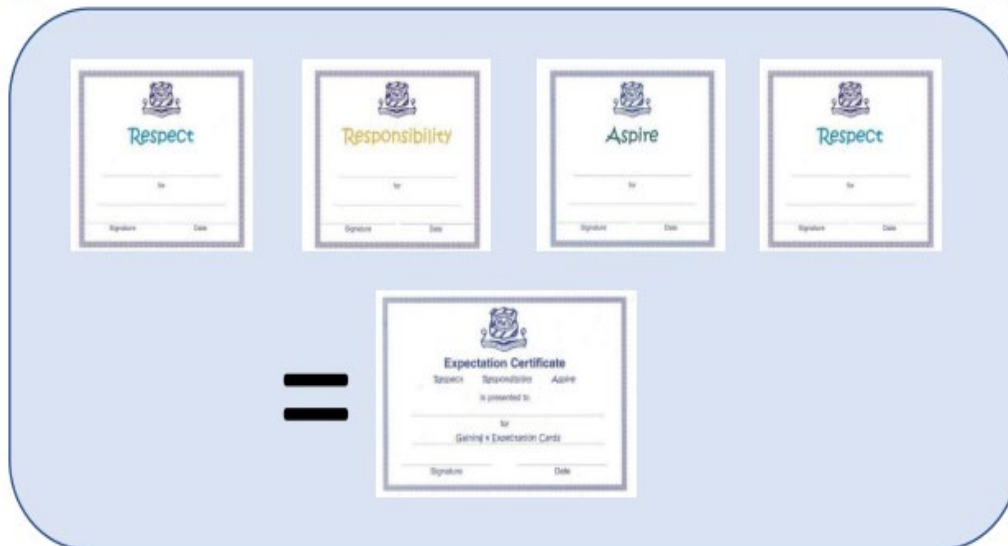 Respect
for
Signature Date
Responsibility
for
Signature Date
Aspire
for
Signature Date
Respect
for
Signature Date
=
Expectation Certificate
Respect Responsibility Aspire
is presented to
for
Gaining Expectation Cards
Signature Date